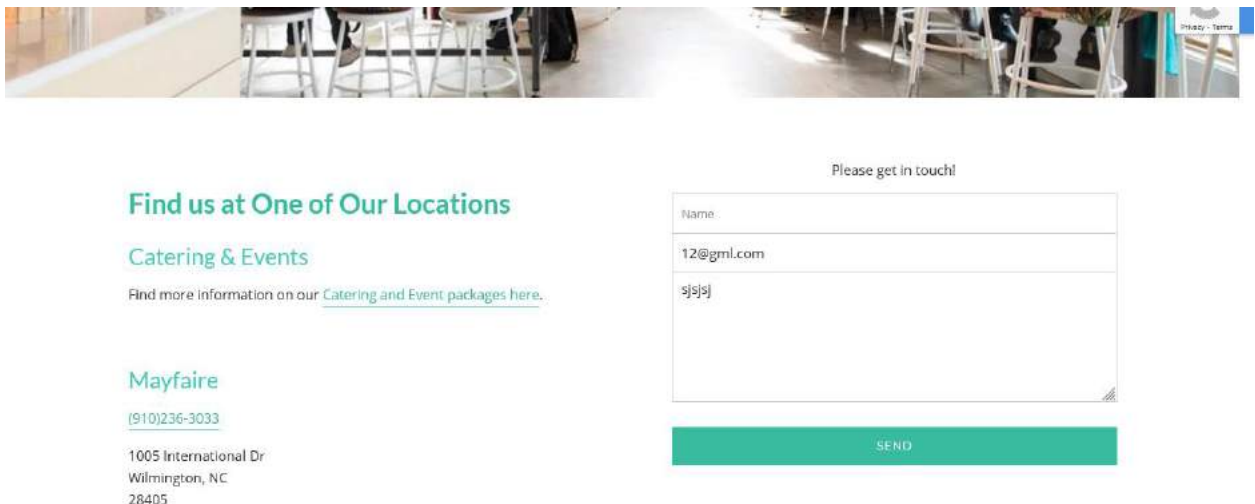 Privacy - Terms
Please get in touch!
Find us at One of Our Locations
Name
Catering & Events
12@gml.com
Find more information on our Catering and Event packages here.
sjsjsj
Mayfaire
(910)236-3033
SEND
1005 International Dr
Wilmington, NC
28405